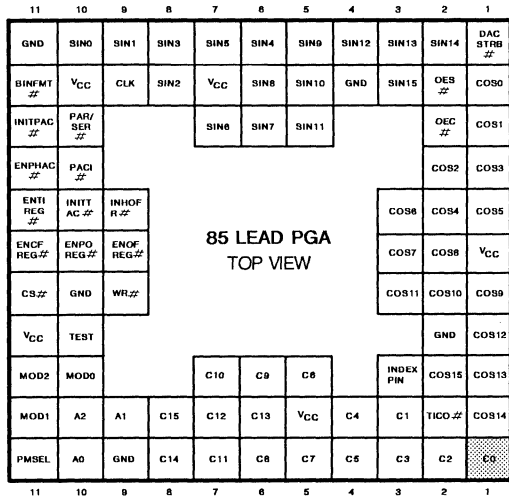 11 10 9 8 7 6 5 4 3 2 1
GND SIN0 SIN1 SIN3 SIN5 SIN4 SIN9 SIN12 SIN13 SIN14 DAC STRB #
BINFMT # VCC CLK SIN2 VCC SIN8 SIN10 GND SIN15 OES # COS0
INITPAC # PAR/SER # SIN6 SIN7 SIN11 OEC # COS1
ENPHAC # PACI # COS2 COS3
ENTI REG # INITT AC # INHOF R # COS6 COS4 COS5
85 LEAD PGA
ENCF REG # ENPO REG # ENOF REG # COS7 COS8 VCC
TOP VIEW
CS # GND WR # COS11 COS10 COS9
VCC TEST GND COS12
MOD2 MOD0 C10 C9 C6 INDEX PIN COS15 COS13
MOD1 A2 A1 C15 C12 C13 VCC C4 C1 TICO # COS14
PMSEL A0 GND C14 C11 C8 C7 C5 C3 C2 C0
11 10 9 8 7 6 5 4 3 2 1